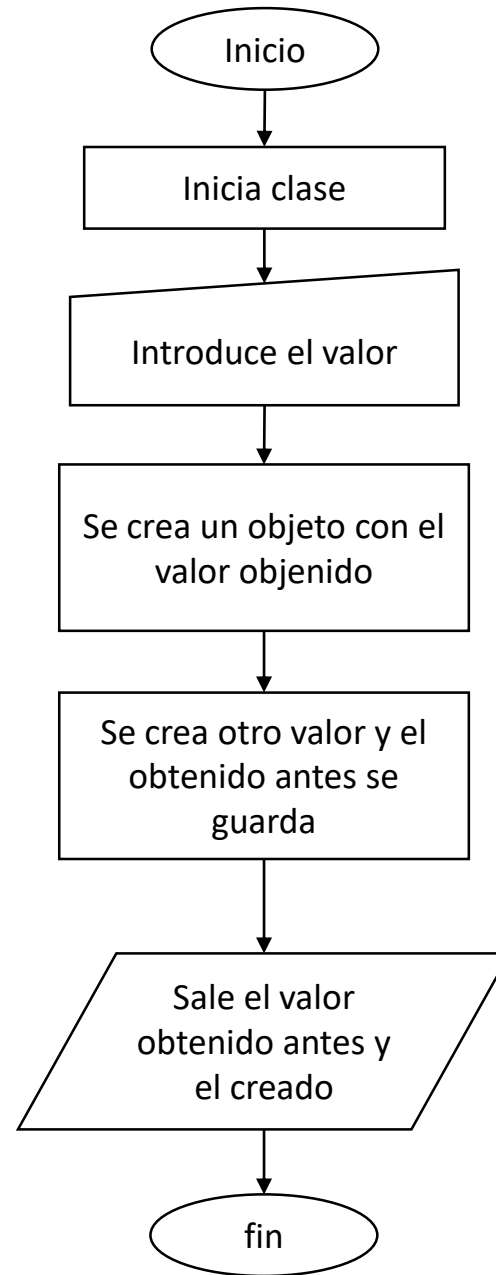 Inicio
Inicia clase
Introduce el valor
Se crea un objeto con el
valor objenido
Se crea otro valor y el
obtenido antes se
guarda
Sale el valor
obtenido antes y
el creado
fin